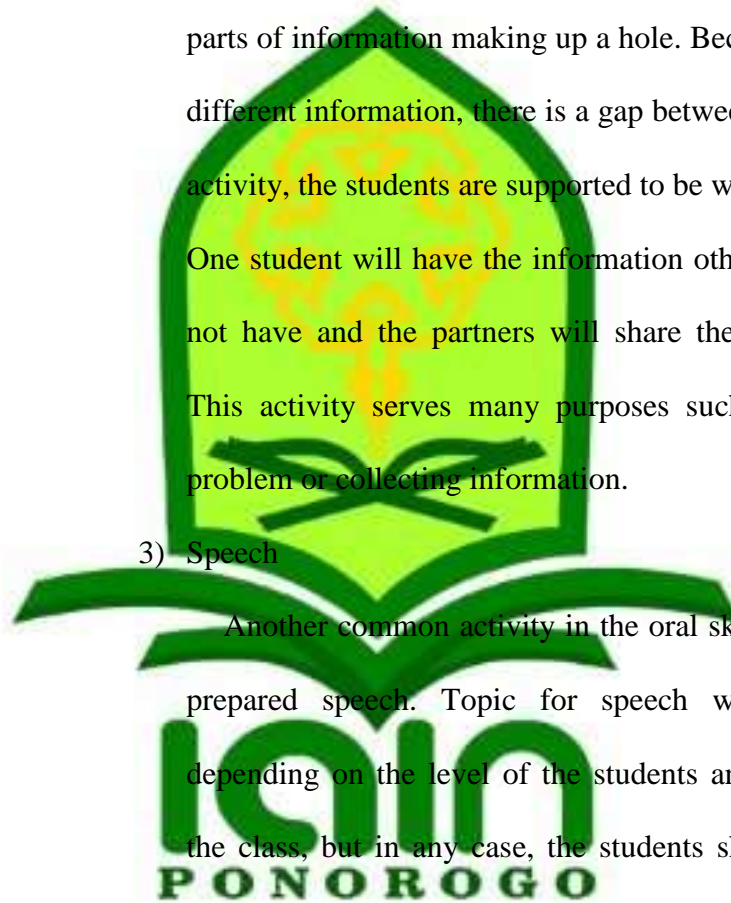 parts of information making up a hole. Bec
different information, there is a gap betwee
activity, the students are supported to be w
One student will have the information oth
not have and the partners will share the
This activity serves many purposes such
problem or collecting information.
3) Speech
Another common activity in the oral sk
prepared speech. Topic for speech w
depending on the level of the students ar
the class, but in any case, the students sl
iain
PONOROGO